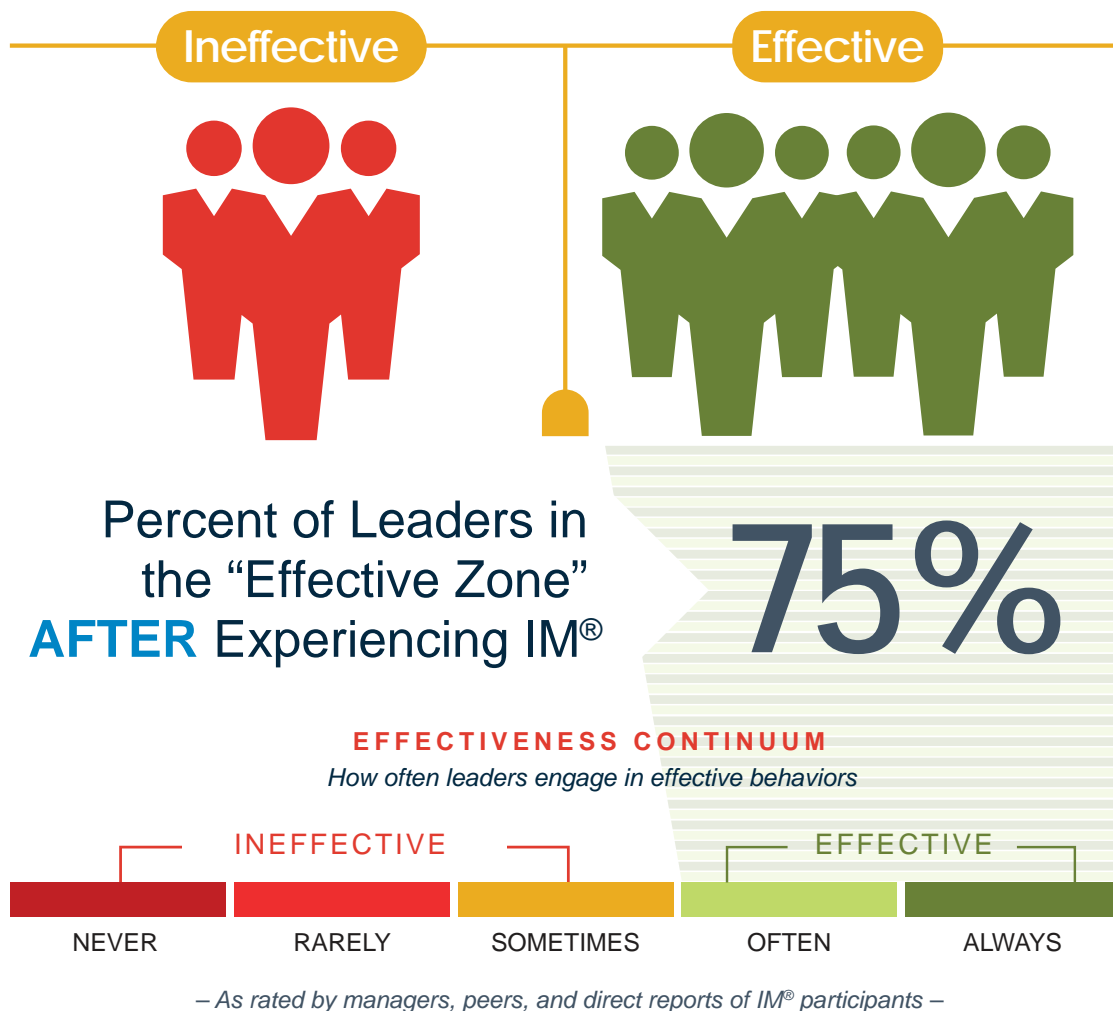 Ineffective
Effective
Percent of Leaders in
the “Effective Zone”
AFTER Experiencing IM®
75%
EFFECTIVENESS CONTINUUM
How often leaders engage in effective behaviors
INEFFECTIVE
EFFECTIVE
NEVER
RARELY
SOMETIMES
OFTEN
ALWAYS
– As rated by managers, peers, and direct reports of IM® participants –